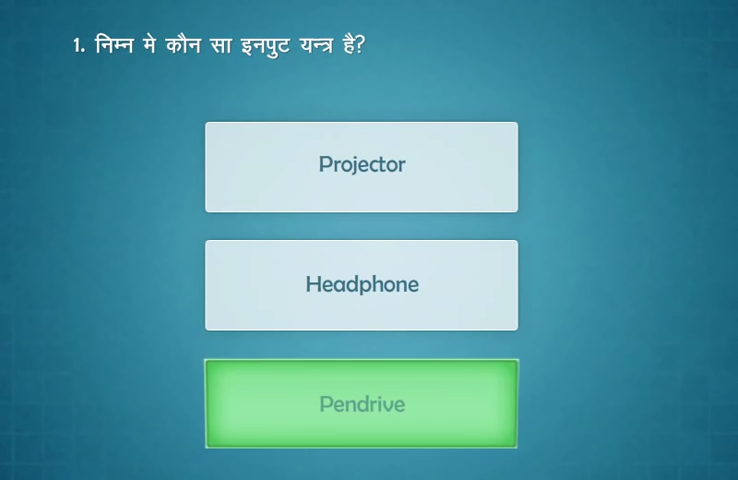 1. निम्न मे कौन सा इनपुट यन्त्र है?
Projector
Headphone
Pendrive